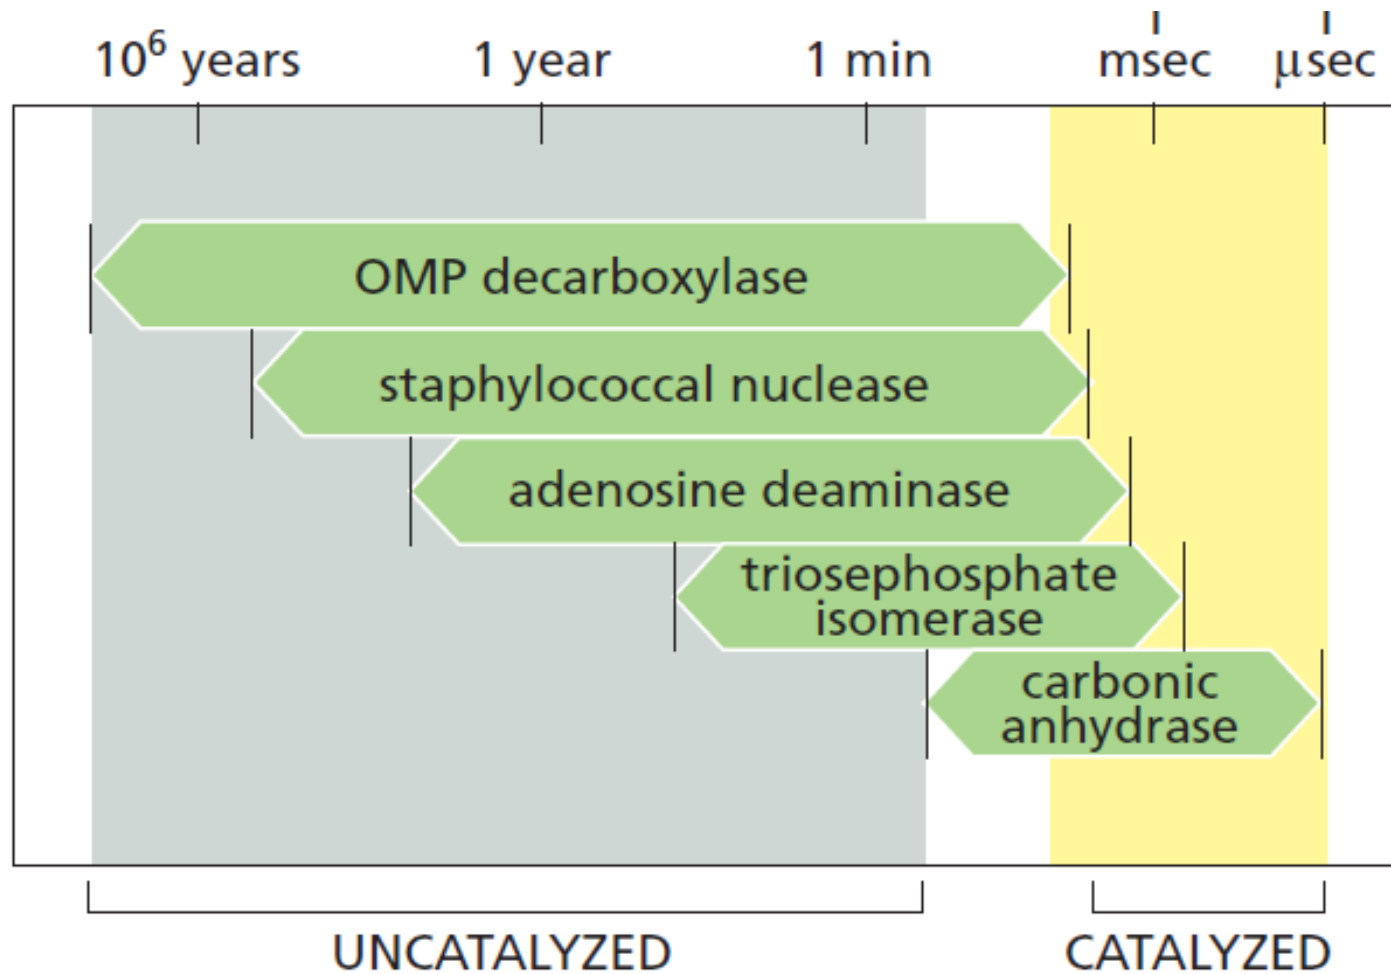 10⁶ years 1 year 1 min msec μsec
OMP decarboxylase
staphylococcal nuclease
adenosine deaminase
triosephosphate
isomerase
carbonic
anhydrase
UNCATALYZED CATALYZED